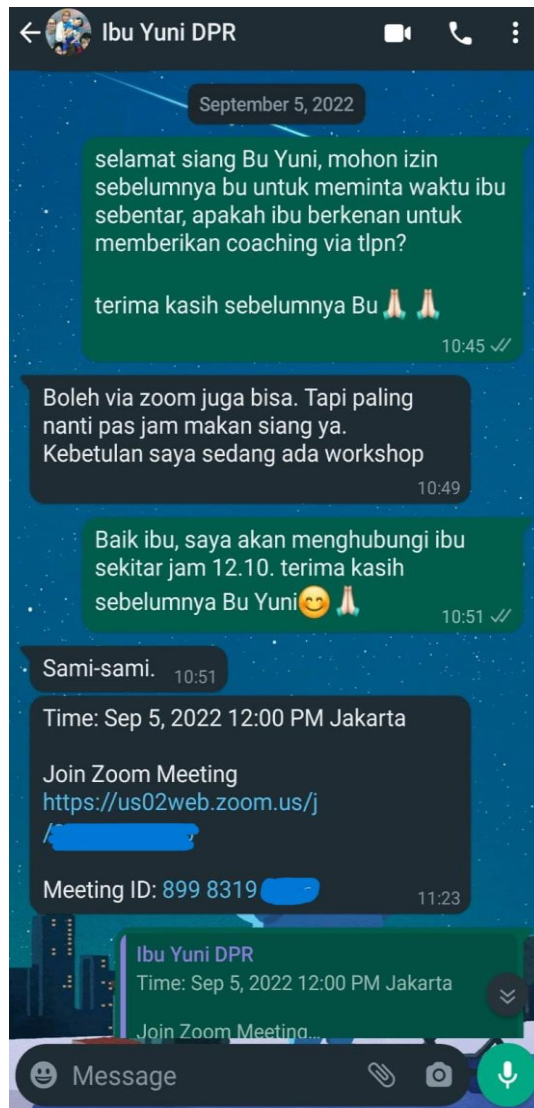 Ibu Yuni DPR
September 5, 2022
selamat siang Bu Yuni, mohon izin
sebelumnya bu untuk meminta waktu ibu
sebentar, apakah ibu berkenan untuk
memberikan coaching via tlpn?
terima kasih sebelumnya Bu🙏🏻 🙏🏻
10:45
Boleh via zoom juga bisa. Tapi paling
nanti pas jam makan siang ya.
Kebetulan saya sedang ada workshop
10:49
Baik ibu, saya akan menghubungi ibu
sekitar jam 12.10. terima kasih
sebelumnya Bu Yuni😊🙏🏻
10:51
Sami-sami. 10:51
Time: Sep 5, 2022 12:00 PM Jakarta
Join Zoom Meeting
https://us02web.zoom.us/j
/
Meeting ID: 899 8319
11:23
Ibu Yuni DPR
Time: Sep 5, 2022 12:00 PM Jakarta
Join Zoom Meeting...
Message